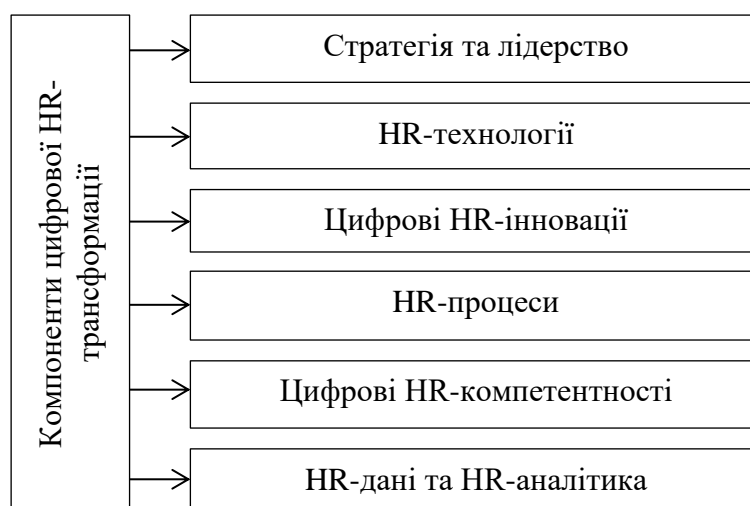 Компоненти цифрової HR-
трансформації
Стратегія та лідерство
HR-технології
Цифрові HR-інновації
HR-процеси
Цифрові HR-компетентності
HR-дані та HR-аналітика